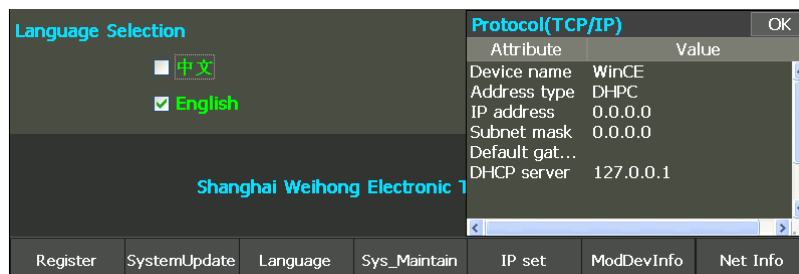 Language Selection
中文
English
Shanghai Weihong Electronic
Protocol(TCP/IP) OK
Attribute Value
Device name WinCE
Address type DHPC
IP address 0.0.0.0
Subnet mask 0.0.0.0
Default gat...
DHCP server 127.0.0.1
Register SystemUpdate Language Sys_Maintain IP set ModDevInfo Net Info